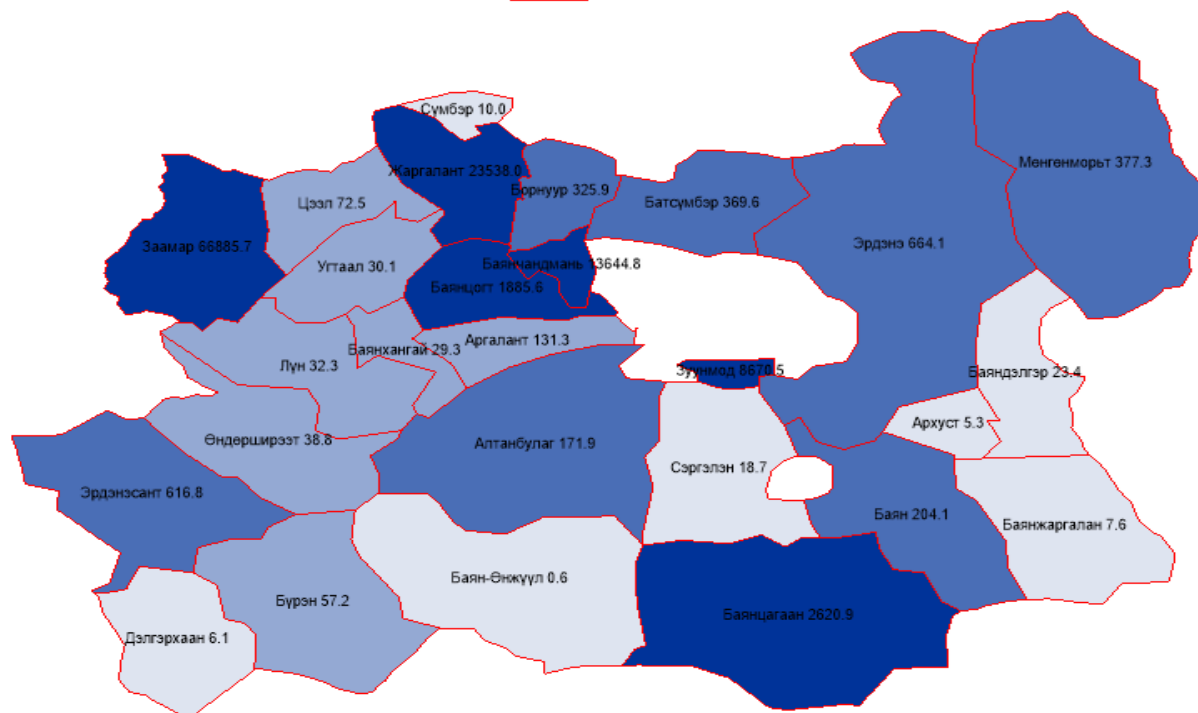 Сүмбэр 10.0
Мөнгөнморьт 377.3
Жаргалант 23538.0
Борнуур 325.9
Батсүмбэр 369.6
Цээл 72.5
Заамар 66885.7
Эрдэнэ 664.1
Угтаал 30.1
Баянчандмань 13644.8
Баянцогт 1885.6
Аргалант 131.3
Баянхангай 29.3
Лүн 32.3
Зуунмод 8670.5
Баяндэлгэр 23.4
Архуст 5.3
Өндөрширээт 38.8
Алтанбулаг 171.9
Сэргэлэн 18.7
Эрдэнэсант 616.8
Баян 204.1
Баянжаргалан 7.6
Баян-Өнжүүл 0.6
Бүрэн 57.2
Баянцагаан 2620.9
Дэлгэрхаан 6.1